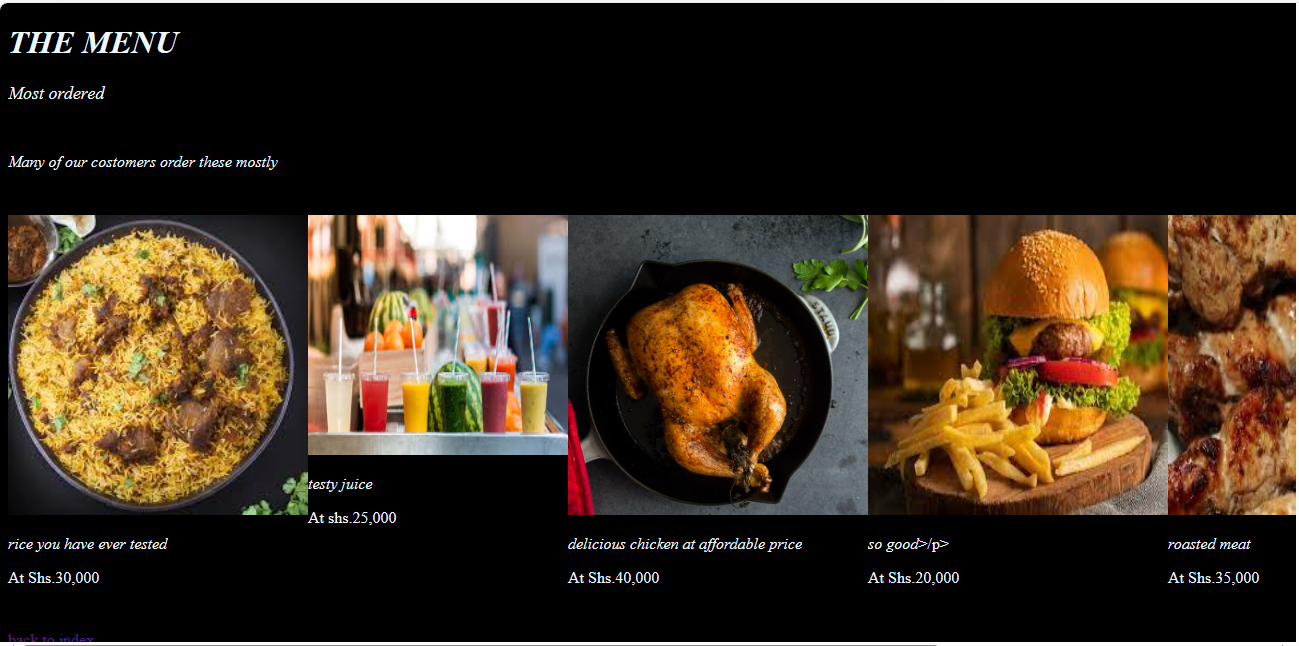 THE MENU
Most ordered
Many of our costomers order these mostly
testy juice
At shs.25,000
rice you have ever tested
At Shs.30,000
delicious chicken at affordable price
At Shs.40,000
so good>/p>
At Shs.20,000
roasted meat
At Shs.35,000
back to index